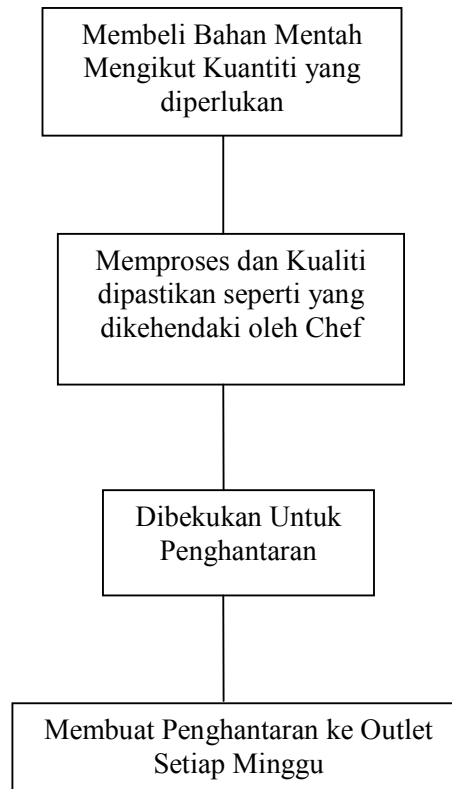 Membeli Bahan Mentah
Mengikut Kuantiti yang
diperlukan
Memproses dan Kualiti
dipastikan seperti yang
dikehendaki oleh Chef
Dibekukan Untuk
Penghantaran
Membuat Penghantaran ke Outlet
Setiap Minggu